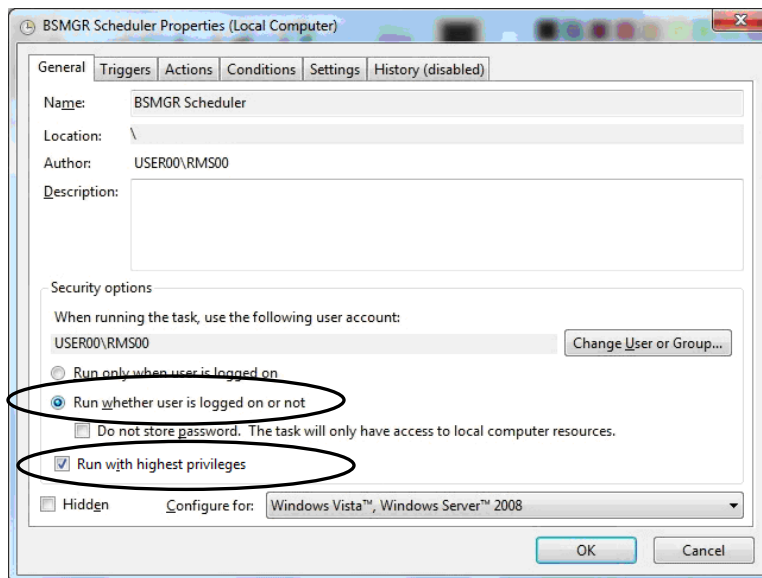 BSMGR Scheduler Properties (Local Computer)
General Triggers Actions Conditions Settings History (disabled)
Name: BSMGR Scheduler
Location: \
Author: USER00\RMS00
Description:
Security options
When running the task, use the following user account:
USER00\RMS00 Change User or Group...
Run only when user is logged on
Run whether user is logged on or not
Do not store password. The task will only have access to local computer resources.
Run with highest privileges
Hidden Configure for: Windows Vista™, Windows Server™ 2008
OK Cancel